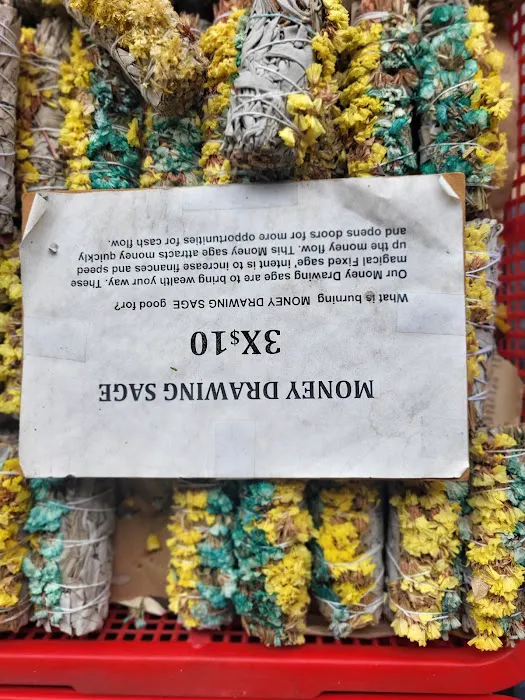 MONEY DRAWING SAGE
3X$10
What is burning MONEY DRAWING SAGE good for?
Our Money Drawing sage are to bring wealth your way. These
magical Fixed sage' intent is to increase finances and speed
up the money flow. This Money sage attracts money quickly
and opens doors for more opportunities for cash flow.